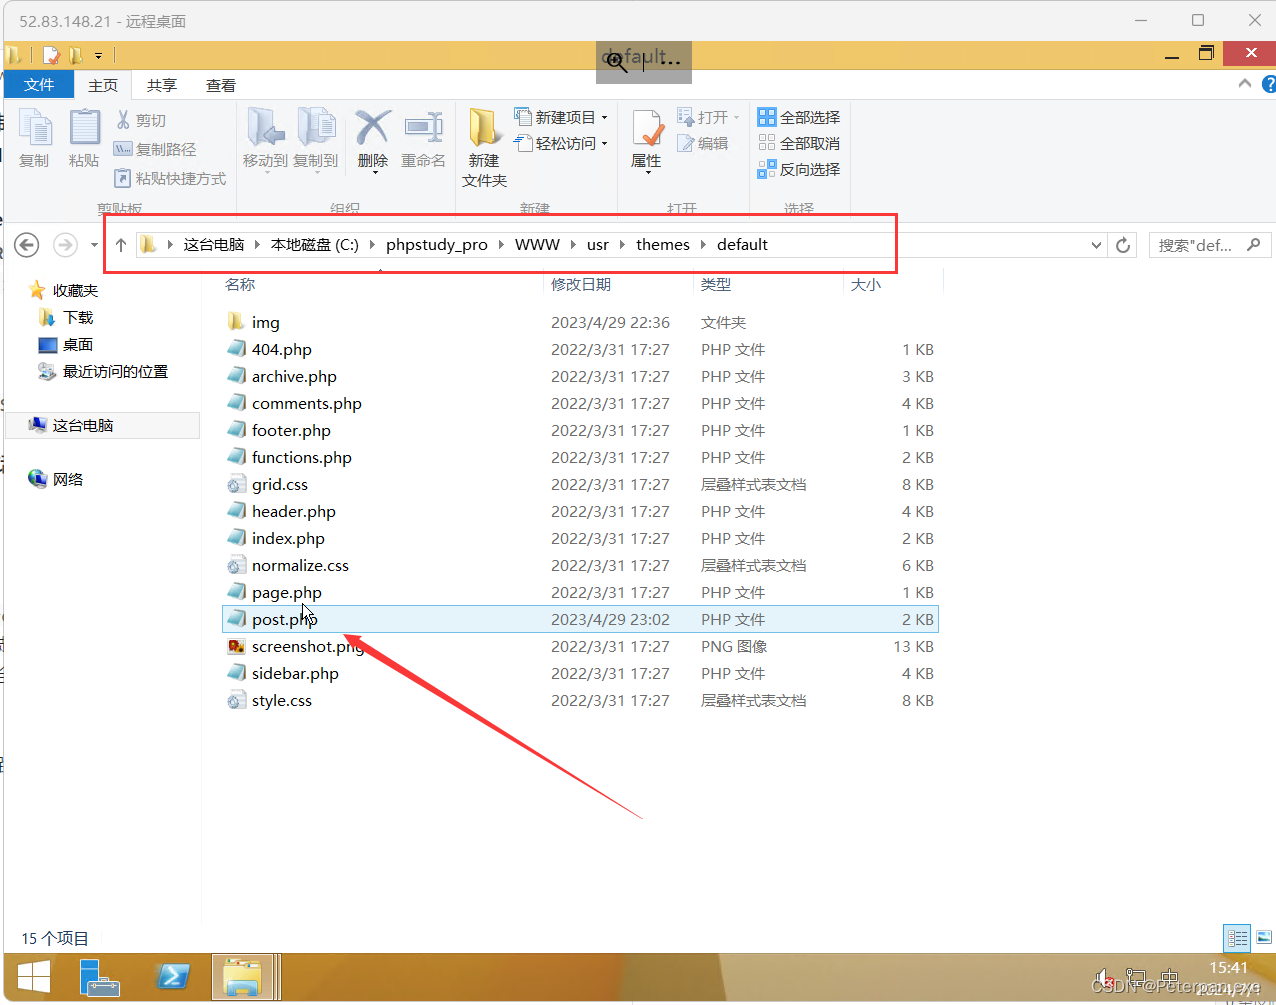 52.83.148.21 - 远程桌面
default
文件 主页 共享 查看
复制
粘贴
剪切
复制路径
粘贴快捷方式
移动到 复制到 删除 重命名
新建
文件夹
新建项目
轻松访问
属性
打开
编辑
全部选择
全部取消
反向选择
剪贴板 组织 新建 打开 选择
这台电脑 本地磁盘 (C:) phpstudy_pro WWW usr themes default
搜索"def...
收藏夹
下载
桌面
最近访问的位置
这台电脑
网络
名称 修改日期 类型 大小
img 2023/4/29 22:36 文件夹
404.php 2022/3/31 17:27 PHP 文件 1 KB
archive.php 2022/3/31 17:27 PHP 文件 3 KB
comments.php 2022/3/31 17:27 PHP 文件 4 KB
footer.php 2022/3/31 17:27 PHP 文件 1 KB
functions.php 2022/3/31 17:27 PHP 文件 2 KB
grid.css 2022/3/31 17:27 层叠样式表文档 8 KB
header.php 2022/3/31 17:27 PHP 文件 4 KB
index.php 2022/3/31 17:27 PHP 文件 2 KB
normalize.css 2022/3/31 17:27 层叠样式表文档 6 KB
page.php 2022/3/31 17:27 PHP 文件 1 KB
post.php 2023/4/29 23:02 PHP 文件 2 KB
screenshot.png 2022/3/31 17:27 PNG 图像 13 KB
sidebar.php 2022/3/31 17:27 PHP 文件 4 KB
style.css 2022/3/31 17:27 层叠样式表文档 8 KB
15 个项目
中
15:41